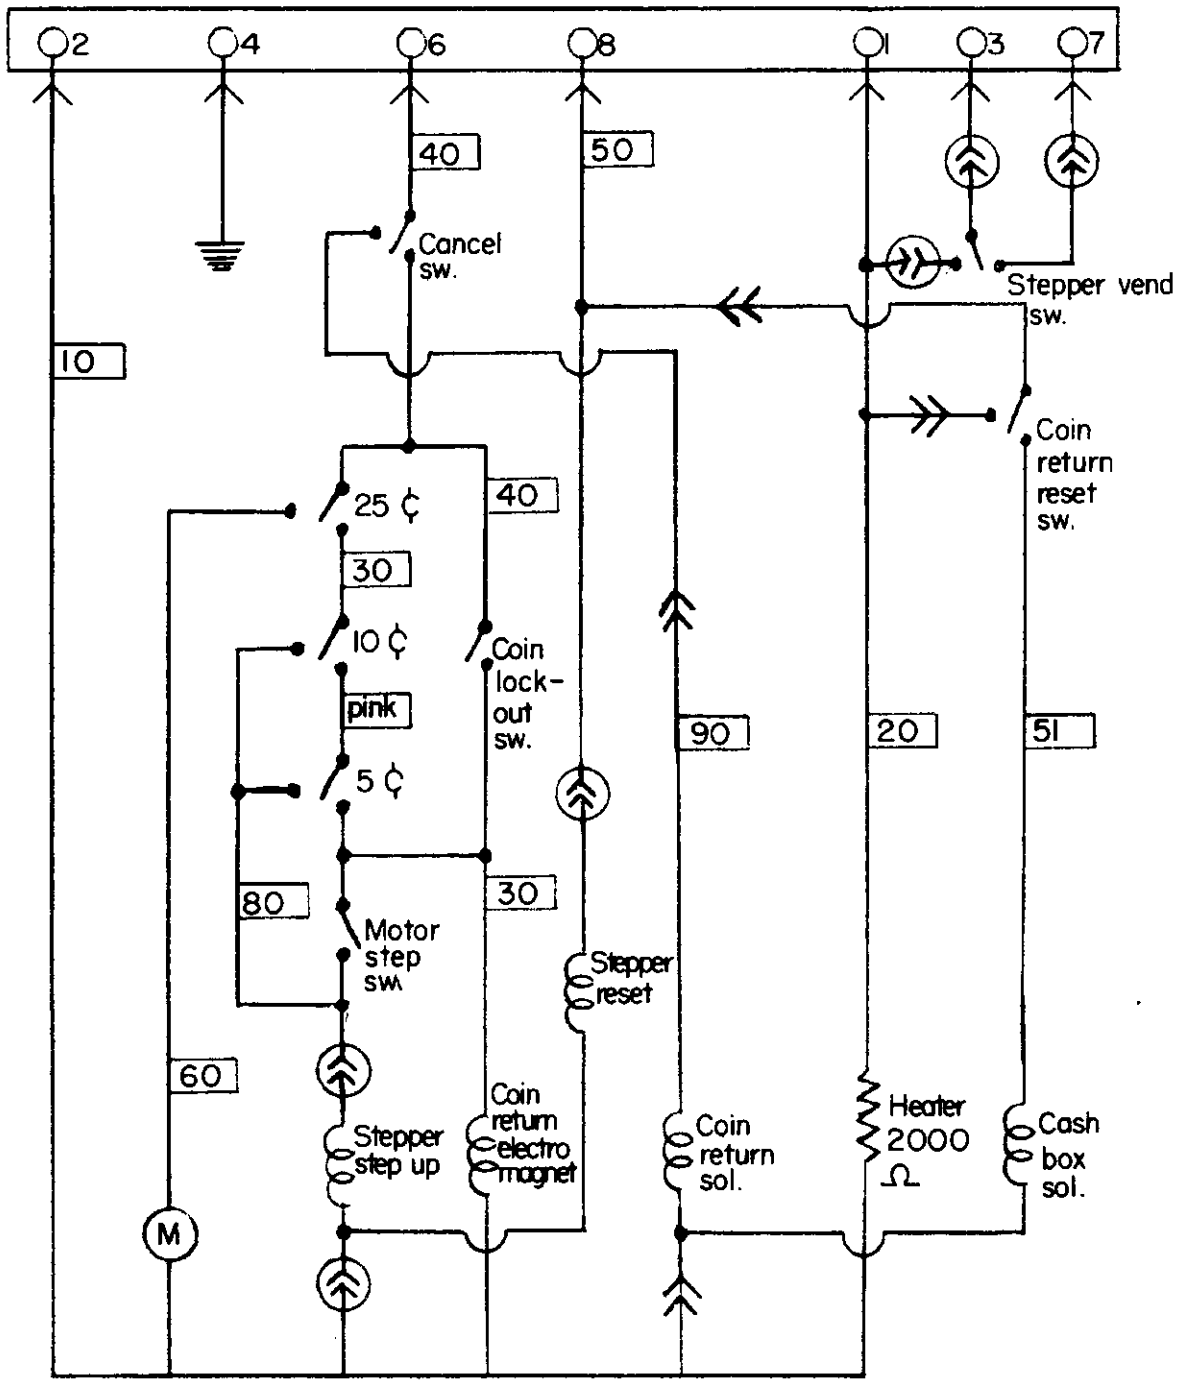 2
4
6
8
1
3
7
40
50
Cancel
sw.
Stepper vend
sw.
10
Coin
return
reset
sw.
25 ¢
40
30
10 ¢
Coin
lock-
out
sw.
pink
90
20
51
5 ¢
80
30
Motor
step
sw.
Stepper
reset
60
Coin
return
electro
magnet
Stepper
step up
Coin
return
sol.
Heater
2000
Ω
Cash
box
sol.
M